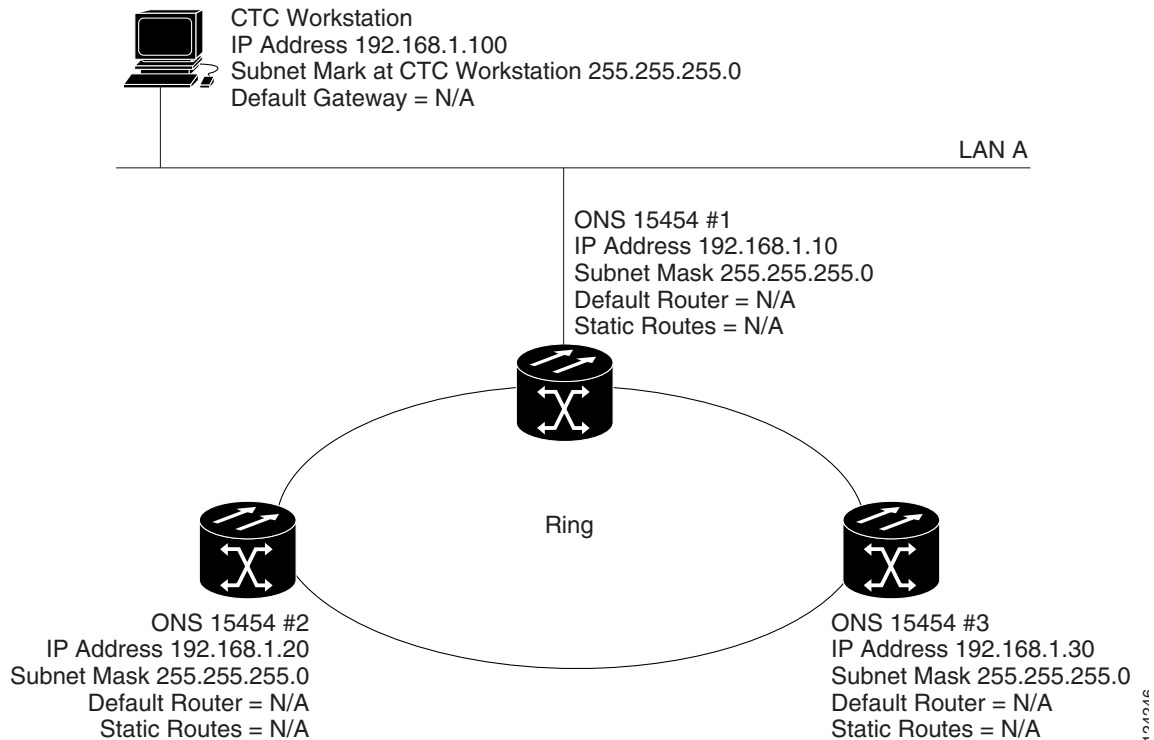 CTC Workstation
IP Address 192.168.1.100
Subnet Mark at CTC Workstation 255.255.255.0
Default Gateway = N/A
LAN A
ONS 15454 #1
IP Address 192.168.1.10
Subnet Mask 255.255.255.0
Default Router = N/A
Static Routes = N/A
Ring
ONS 15454 #2
IP Address 192.168.1.20
Subnet Mask 255.255.255.0
Default Router = N/A
Static Routes = N/A
ONS 15454 #3
IP Address 192.168.1.30
Subnet Mask 255.255.255.0
Default Router = N/A
Static Routes = N/A